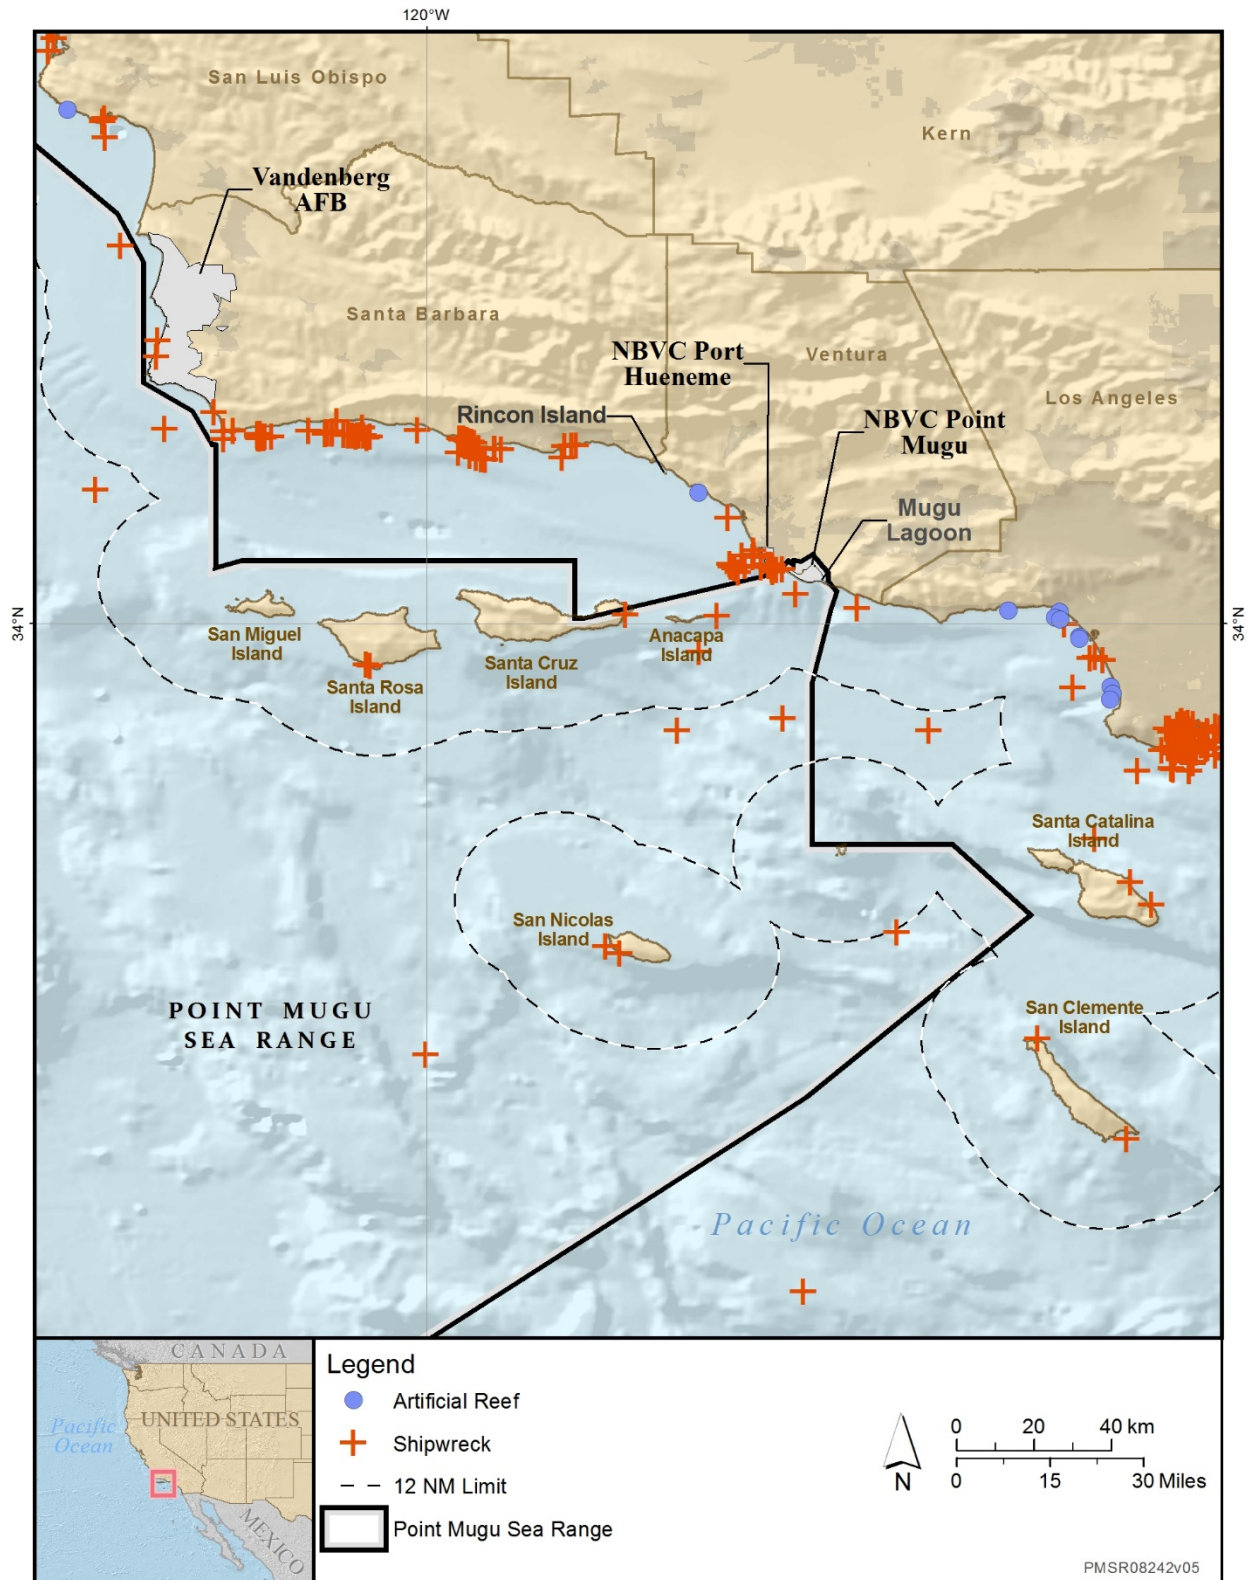 120°W
San Luis Obispo
Kern
Vandenberg
AFB
Santa Barbara
NBVC Port
Hueneme
Ventura
Los Angeles
Rincon Island
NBVC Point
Mugu
Mugu
Lagoon
34°N
34°N
San Miguel
Island
Santa Rosa
Island
Santa Cruz
Island
Anacapa
Island
Santa Catalina
Island
San Nicolas
Island
POINT MUGU
SEA RANGE
San Clemente
Island
Pacific Ocean
CANADA
UNITED STATES
Pacific
Ocean
MEXICO
Legend
Artificial Reef
Shipwreck
12 NM Limit
Point Mugu Sea Range
N
0 20 40 km
0 15 30 Miles
PMSR08242v05